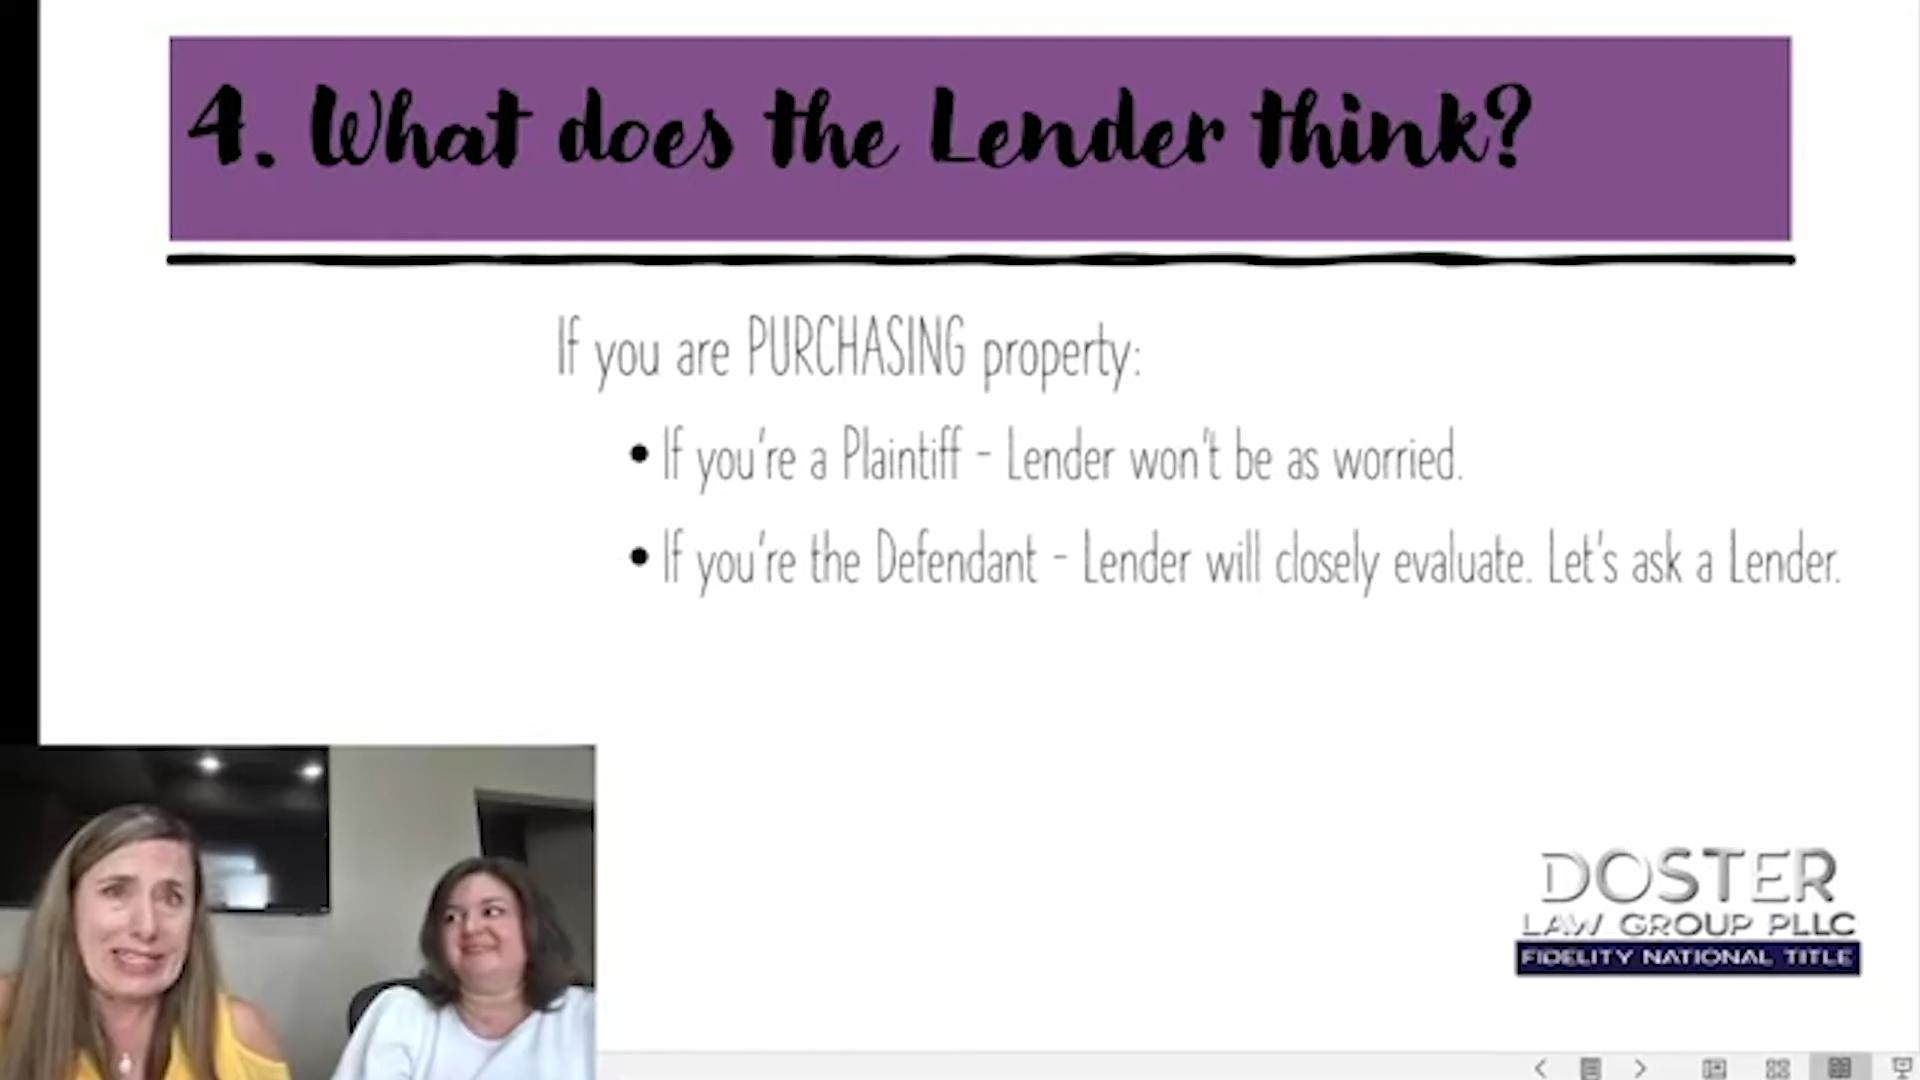 4. What does the Lender think?
If you are PURCHASING property:
• If you're a Plaintiff - Lender won't be as worried.
• If you're the Defendant - Lender will closely evaluate. Let's ask a Lender.
DOSTER
LAW GROUP PLLC
FIDELITY NATIONAL TITLE